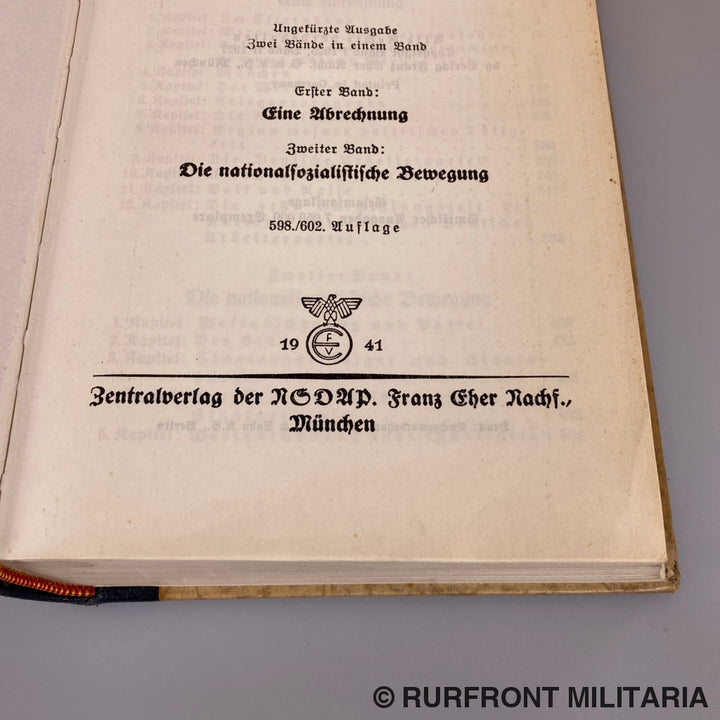 Ungekürzte Ausgabe
Zwei Bände in einem Band
Erster Band:
Eine Abrechnung
Zweiter Band:
Die nationalsozialistische Bewegung
598./602. Auflage
F
E
V
19 41
Zentralverlag der NSDAP. Franz Eher Nachf.,
München
© RURFRONT MILITARIA